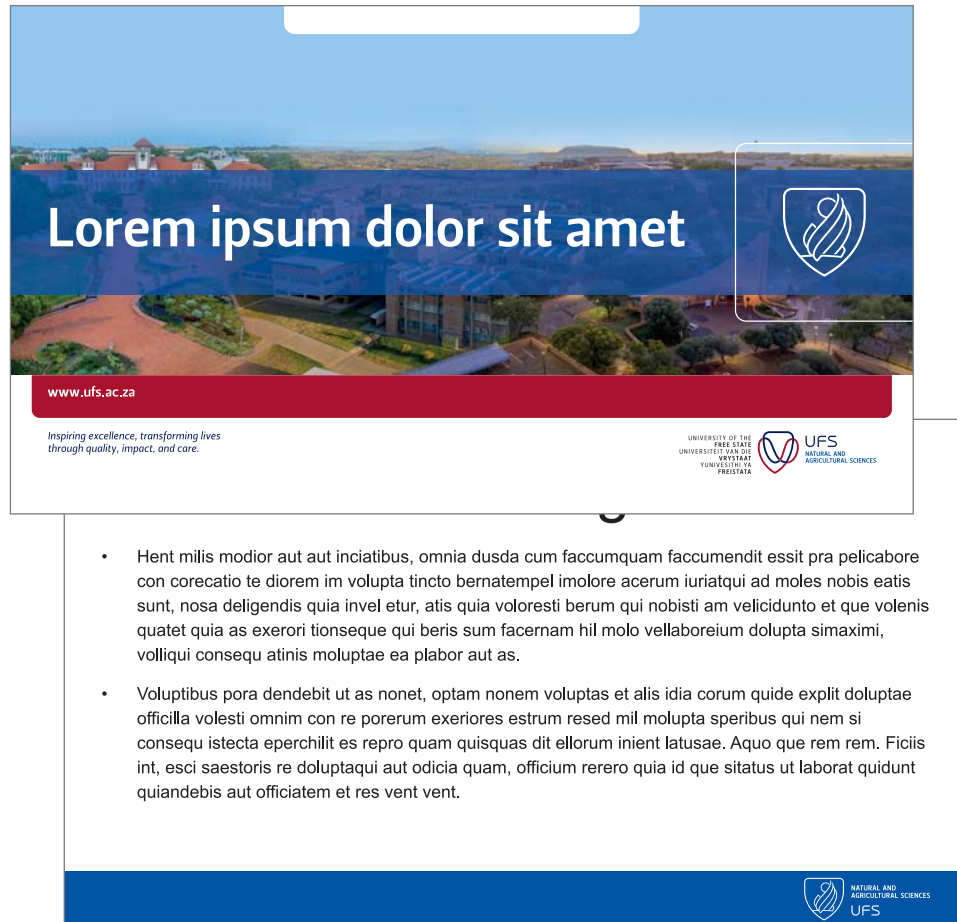 Lorem ipsum dolor sit amet
www.ufs.ac.za
Inspiring excellence, transforming lives
through quality, impact, and care.
UNIVERSITY OF THE
FREE STATE
UNIVERSITEIT VAN DIE
VRYSTAAT
YUNIVESITHI YA
FREISTATA
UFS
NATURAL AND
AGRICULTURAL SCIENCES
• Hent milis modior aut aut inciatibus, omnia dusda cum faccumquam faccumendit essit pra pelicabore
con corecatio te diorem im volupta tincto bernatempel imolore acerum iuriatqui ad moles nobis eatis
sunt, nosa deligendis quia invel etur, atis quia voloresti berum qui nobisti am velicidunto et que volenis
quatet quia as exerori tionseque qui beris sum facernam hil molo vellaboreium dolupta simaximi,
volliqui consequ atinis moluptae ea plabor aut as.
• Voluptibus pora dendebit ut as nonet, optam nonem voluptas et alis idia corum quide explit doluptae
officilla volesti omnim con re porerum exeriores estrum resed mil molupta speribus qui nem si
consequ istecta eperchilit es repro quam quisquas dit ellorum inient latusae. Aquo que rem rem. Ficiis
int, esci saestoris re doluptaqui aut odicia quam, officium rerero quia id que sitatus ut laborat quidunt
quiandebis aut officiatem et res vent vent.
NATURAL AND
AGRICULTURAL SCIENCES
UFS